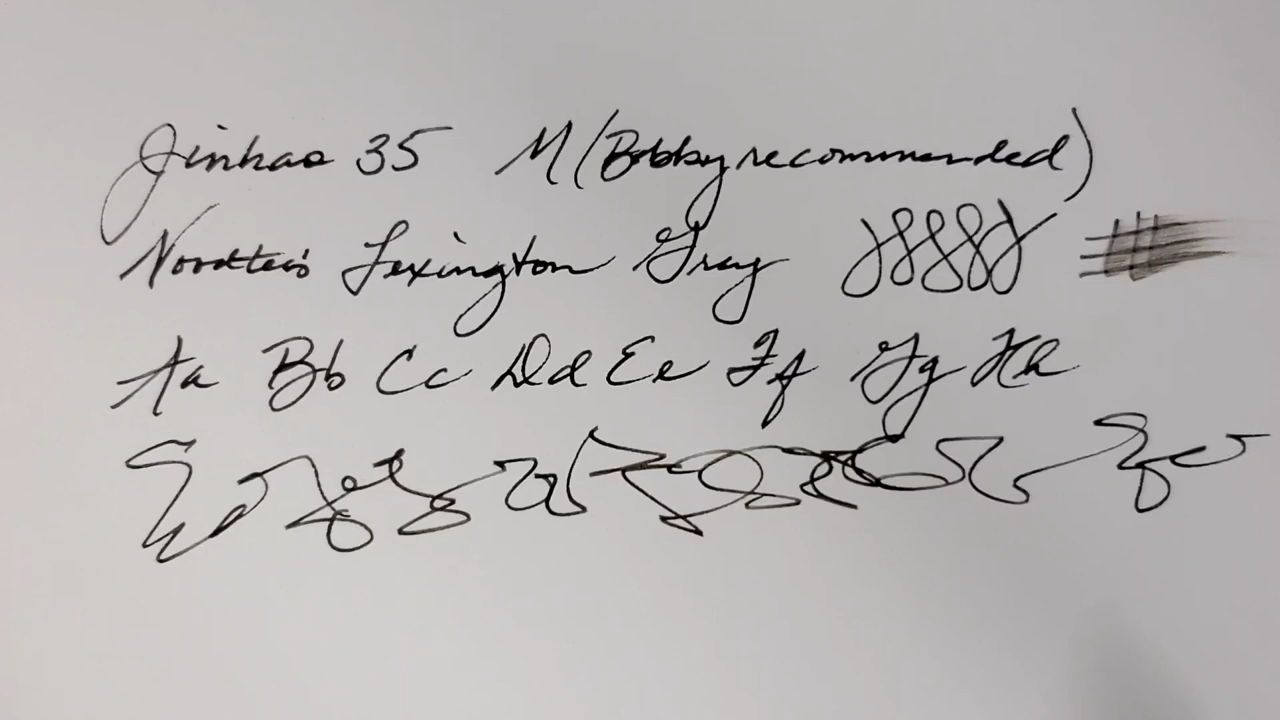 Jinhao 35 M (Bobby recommended)
Noodler's Lexington Gray
Aa Bb Cc Dd Ee Ff Gg Hh